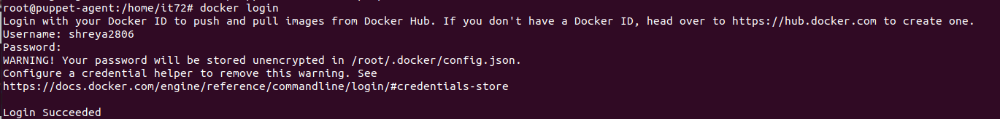 root@puppet-agent:/home/it72# docker login
Login with your Docker ID to push and pull images from Docker Hub. If you don't have a Docker ID, head over to https://hub.docker.com to create one.
Username: shreya2806
Password:
WARNING! Your password will be stored unencrypted in /root/.docker/config.json.
Configure a credential helper to remove this warning. See
https://docs.docker.com/engine/reference/commandline/login/#credentials-store
Login Succeeded